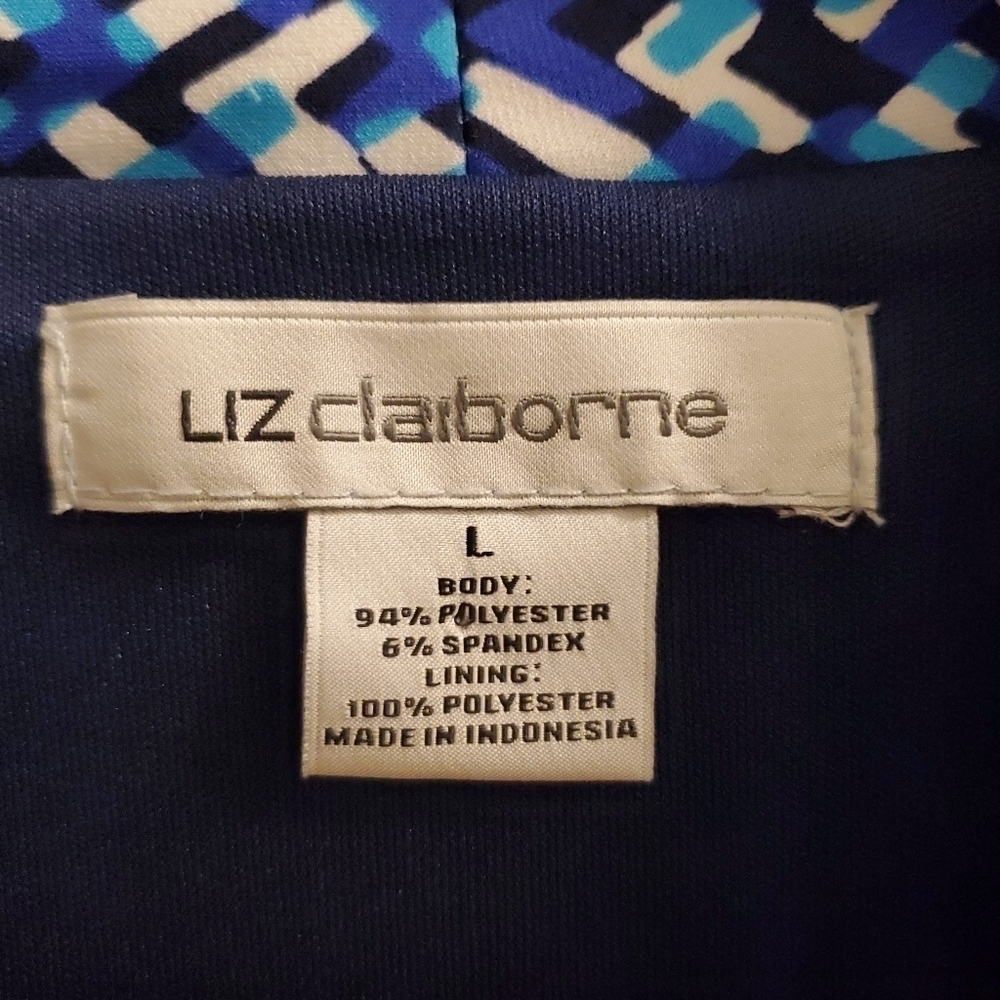 LIZ claiborne
L
BODY:
94% POLYESTER
6% SPANDEX
LINING:
100% POLYESTER
MADE IN INDONESIA